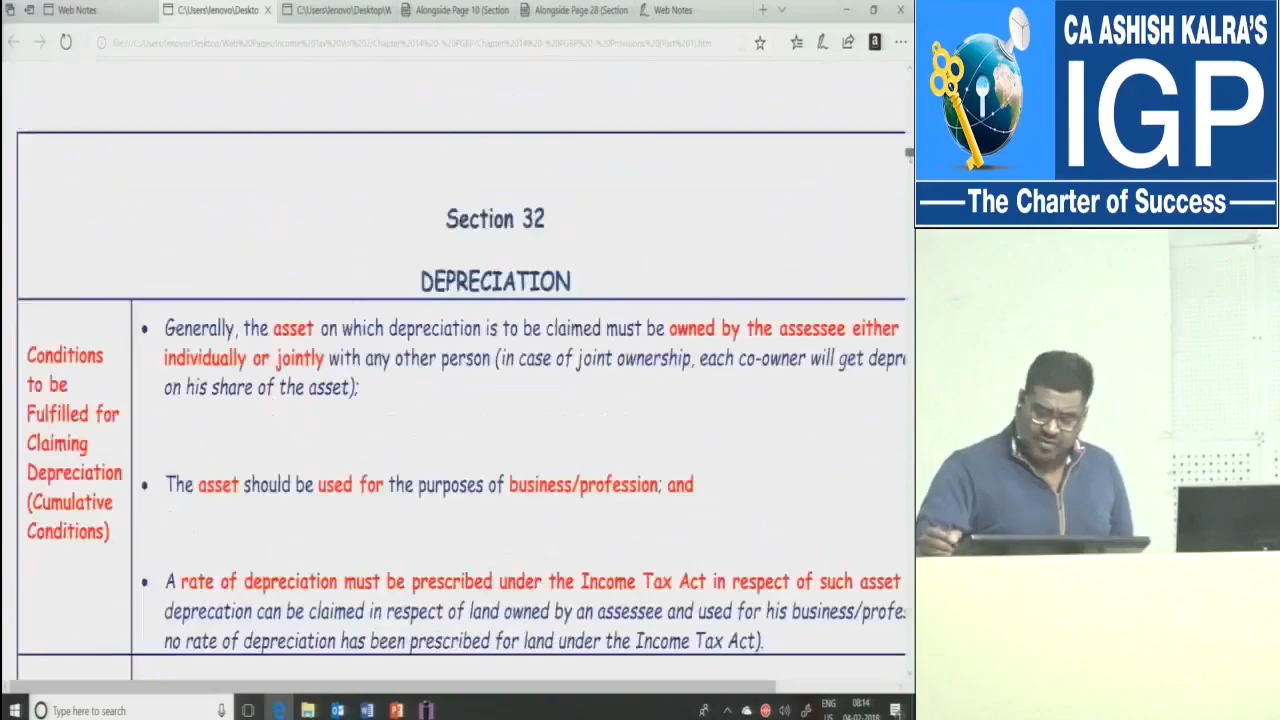 Web Notes
C:\Users\lenovo\Deskto
C:\Users\lenovo\Desktop\W
Alongside Page 10 (Section
Alongside Page 28 (Section
Web Notes
Section 32
DEPRECIATION
Conditions
to be
Fulfilled for
Claiming
Depreciation
(Cumulative
Conditions)
• Generally, the asset on which depreciation is to be claimed must be owned by the assessee either
individually or jointly with any other person (in case of joint ownership, each co-owner will get depre
on his share of the asset);
• The asset should be used for the purposes of business/profession; and
• A rate of depreciation must be prescribed under the Income Tax Act in respect of such asset
deprecation can be claimed in respect of land owned by an assessee and used for his business/profes
no rate of depreciation has been prescribed for land under the Income Tax Act).
Type here to search
ENG
US
08:14
04-02-2018
CA ASHISH KALRA'S
IGP
The Charter of Success